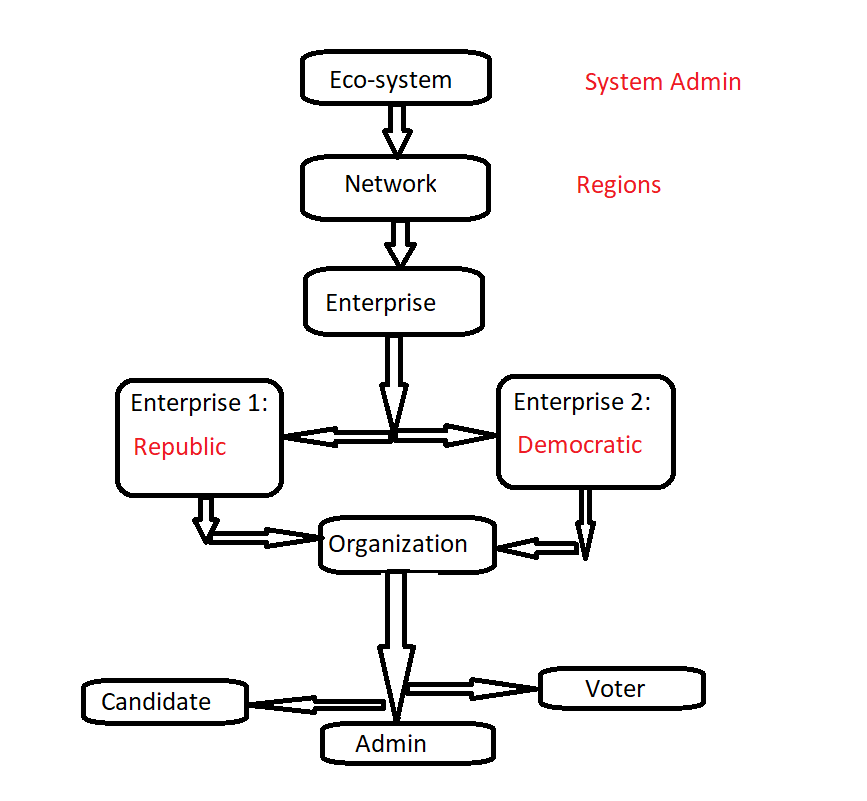 Eco-system
System Admin
Network
Regions
Enterprise
Enterprise 1:
Republic
Enterprise 2:
Democratic
Organization
Candidate
Voter
Admin